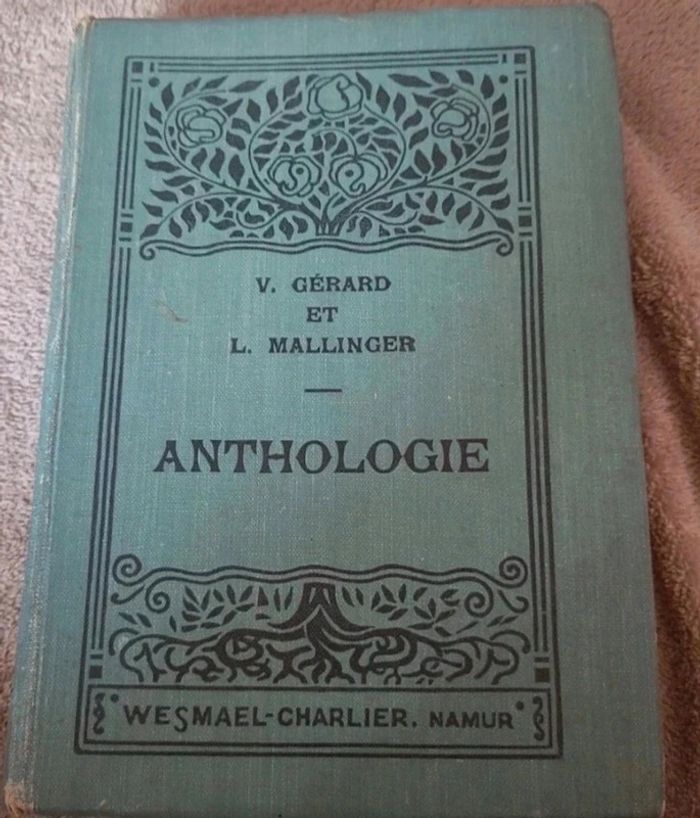 V. GÉRARD
ET
L. MALLINGER
ANTHOLOGIE
WESMAEL-CHARLIER. NAMUR